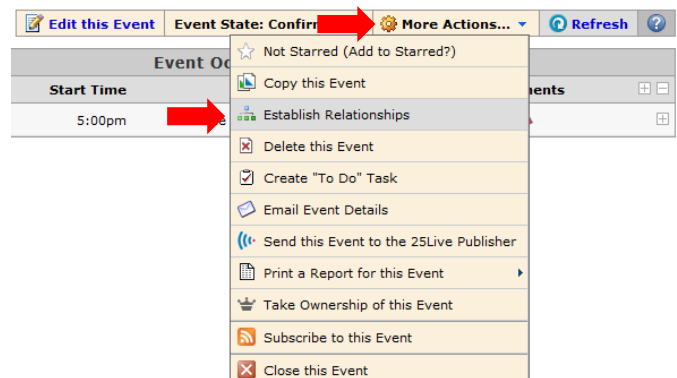 Edit this Event Event State: Confir More Actions... Refresh ?
Event Oc
Start Time ents
Not Starred (Add to Starred?)
Copy this Event
5:00pm
Establish Relationships
Delete this Event
Create "To Do" Task
Email Event Details
Send this Event to the 25Live Publisher
Print a Report for this Event
Take Ownership of this Event
Subscribe to this Event
Close this Event